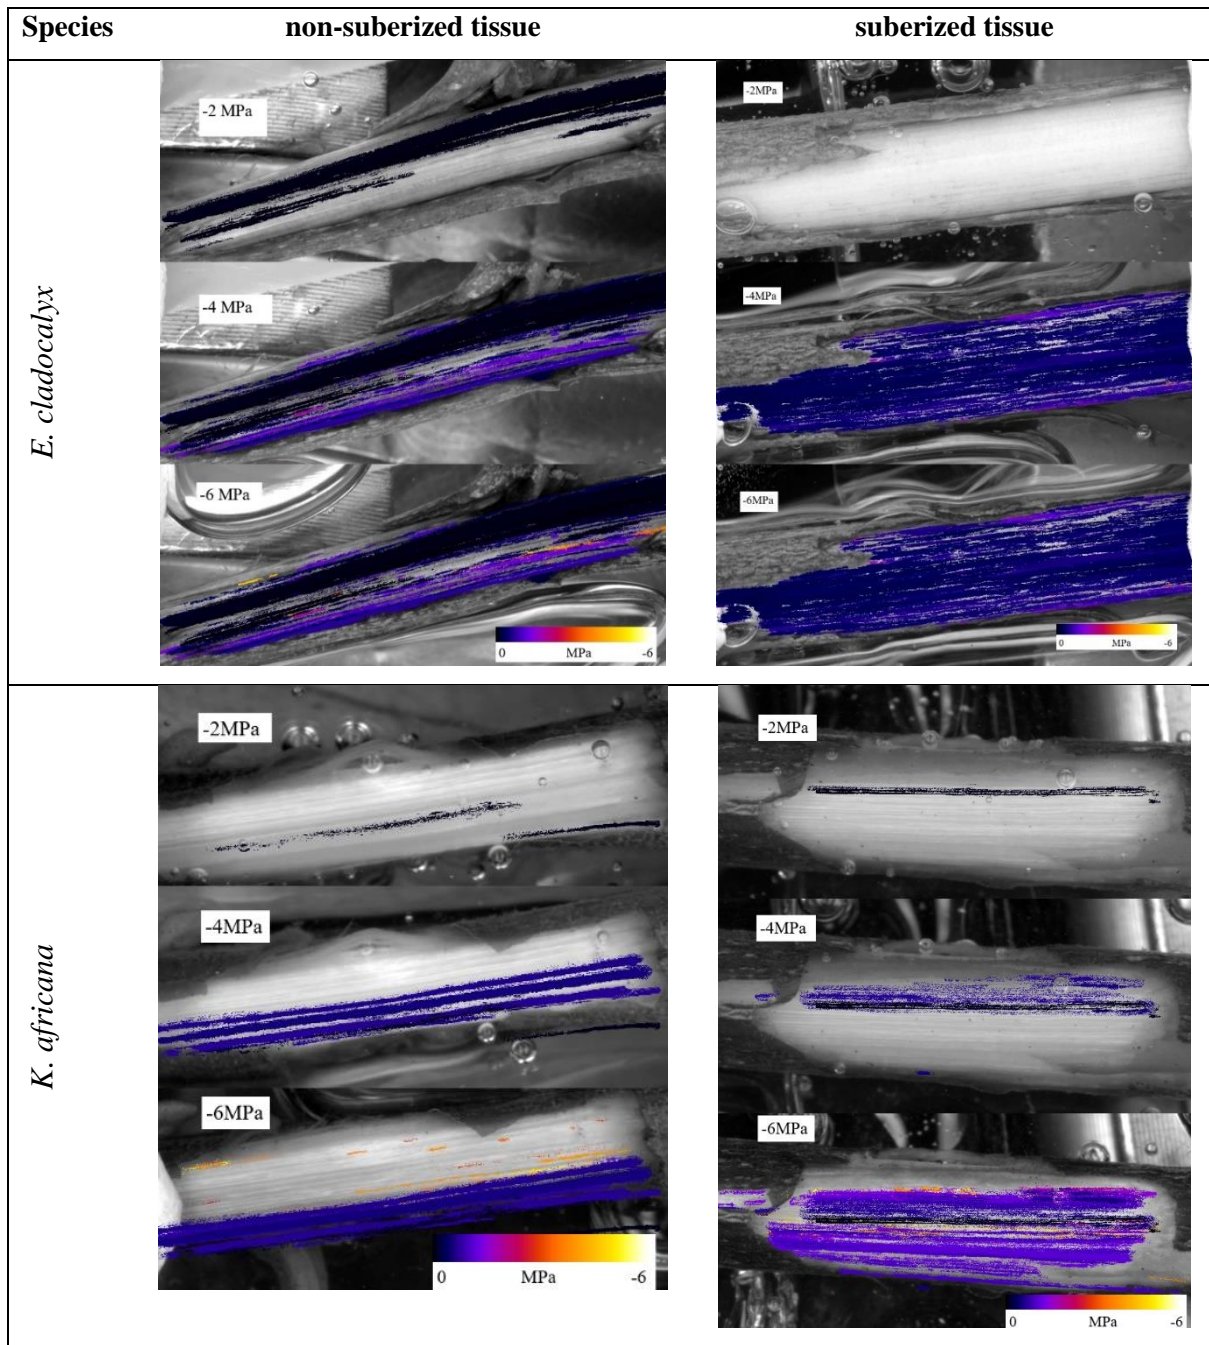 Species non-suberized tissue suberized tissue
E. cladocalyx
-2 MPa
-4 MPa
-6 MPa
0 MPa -6
-2MPa
-4MPa
-6MPa
0 MPa -6
K. africana
-2MPa
-4MPa
-6MPa
0 MPa -6
-2MPa
-4MPa
-6MPa
0 MPa -6